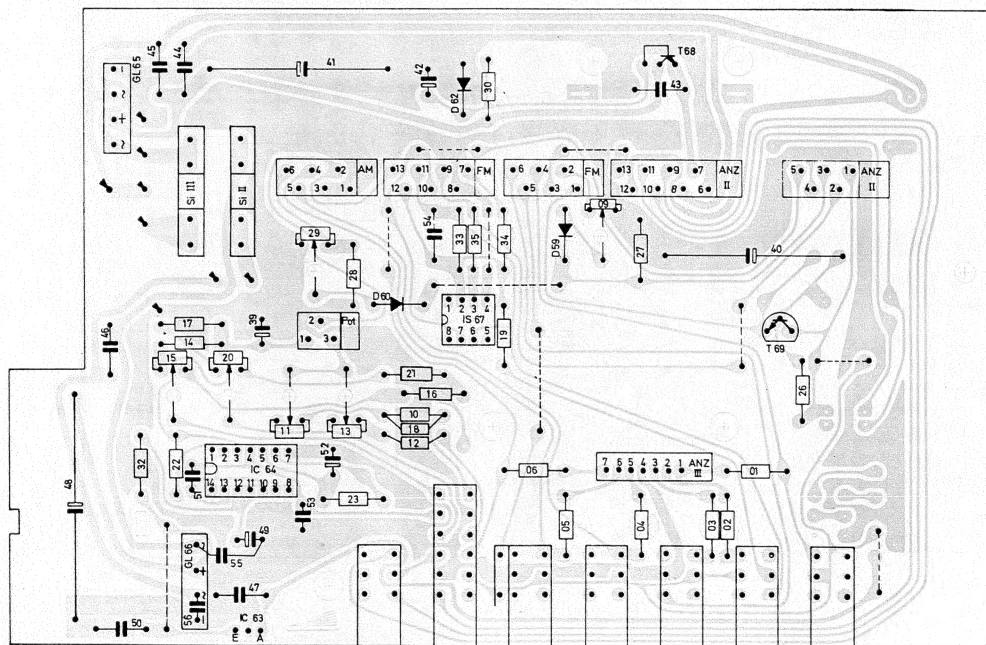 GL65
− ~ + ~
45
44
41
42
D 62
30
T 68
43
Si III
Si II
6 4 2 AM
5 3 1
13 11 9 7 FM
12 10 8
6 4 2 FM
5 3 1
13 11 9 7 ANZ II
12 10 8 6
5 3 1 ANZ II
4 2
09
29
28
54
33
35
34
D59
27
40
D60
2 Pot
1 3
1 2 3 4
IS 67
8 7 6 5
19
T 69
26
46
17
14
15
20
39
21
16
10
18
12
11
13
32
22
51
1 2 3 4 5 6 7
IC 64
14 13 12 11 10 9 8
52
53
23
48
06
7 6 5 4 3 2 1 ANZ III
01
05
04
03
02
GL 66
~ + ~ −
49
55
56
47
50
IC 63
E A